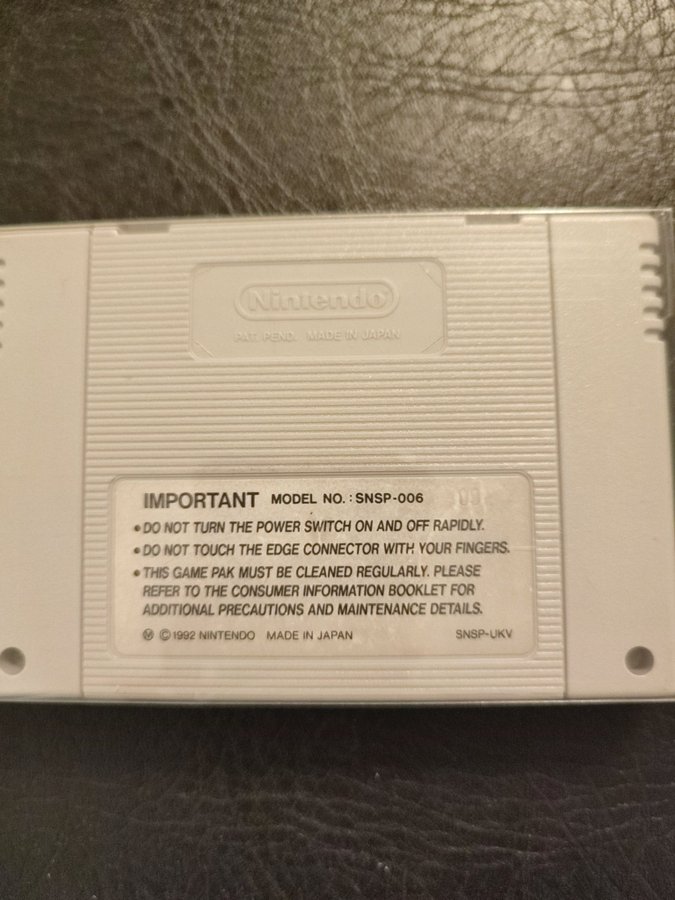 Nintendo
PAT. PEND. MADE IN JAPAN
IMPORTANT MODEL NO. : SNSP-006
• DO NOT TURN THE POWER SWITCH ON AND OFF RAPIDLY.
• DO NOT TOUCH THE EDGE CONNECTOR WITH YOUR FINGERS.
• THIS GAME PAK MUST BE CLEANED REGULARLY. PLEASE
REFER TO THE CONSUMER INFORMATION BOOKLET FOR
ADDITIONAL PRECAUTIONS AND MAINTENANCE DETAILS.
Ⓜ © 1992 NINTENDO MADE IN JAPAN SNSP-UKV